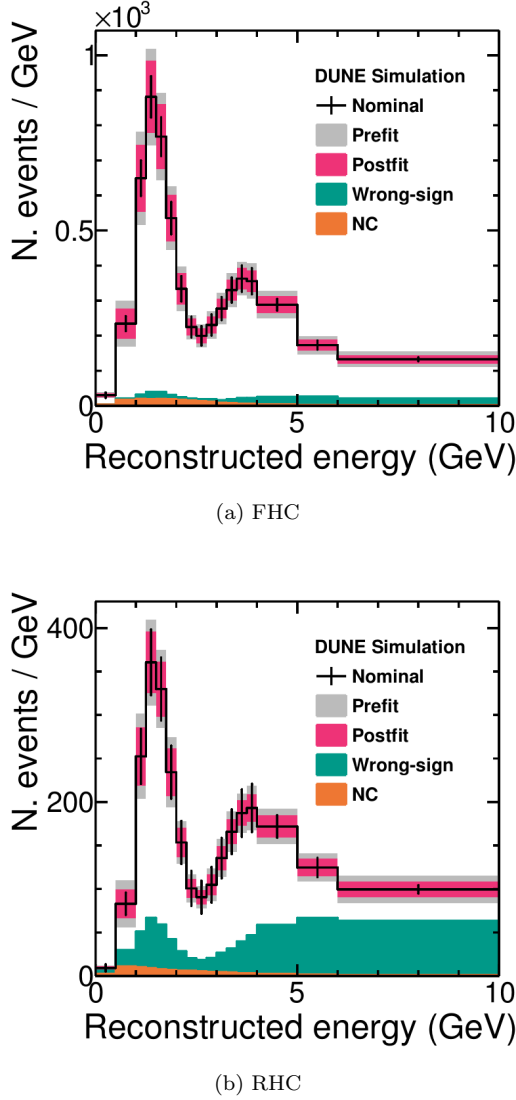 ×10³
N. events / GeV
1
0.5
0
DUNE Simulation
Nominal
Prefit
Postfit
Wrong-sign
NC
0
5
10
Reconstructed energy (GeV)
(a) FHC
N. events / GeV
400
200
0
DUNE Simulation
Nominal
Prefit
Postfit
Wrong-sign
NC
0
5
10
Reconstructed energy (GeV)
(b) RHC